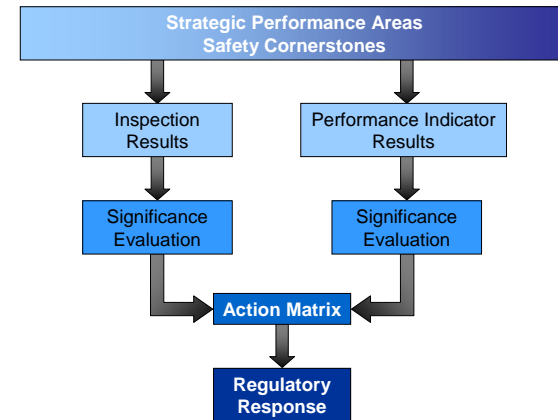 Strategic Performance Areas
Safety Cornerstones
Inspection
Results
Performance Indicator
Results
Significance
Evaluation
Significance
Evaluation
Action Matrix
Regulatory
Response